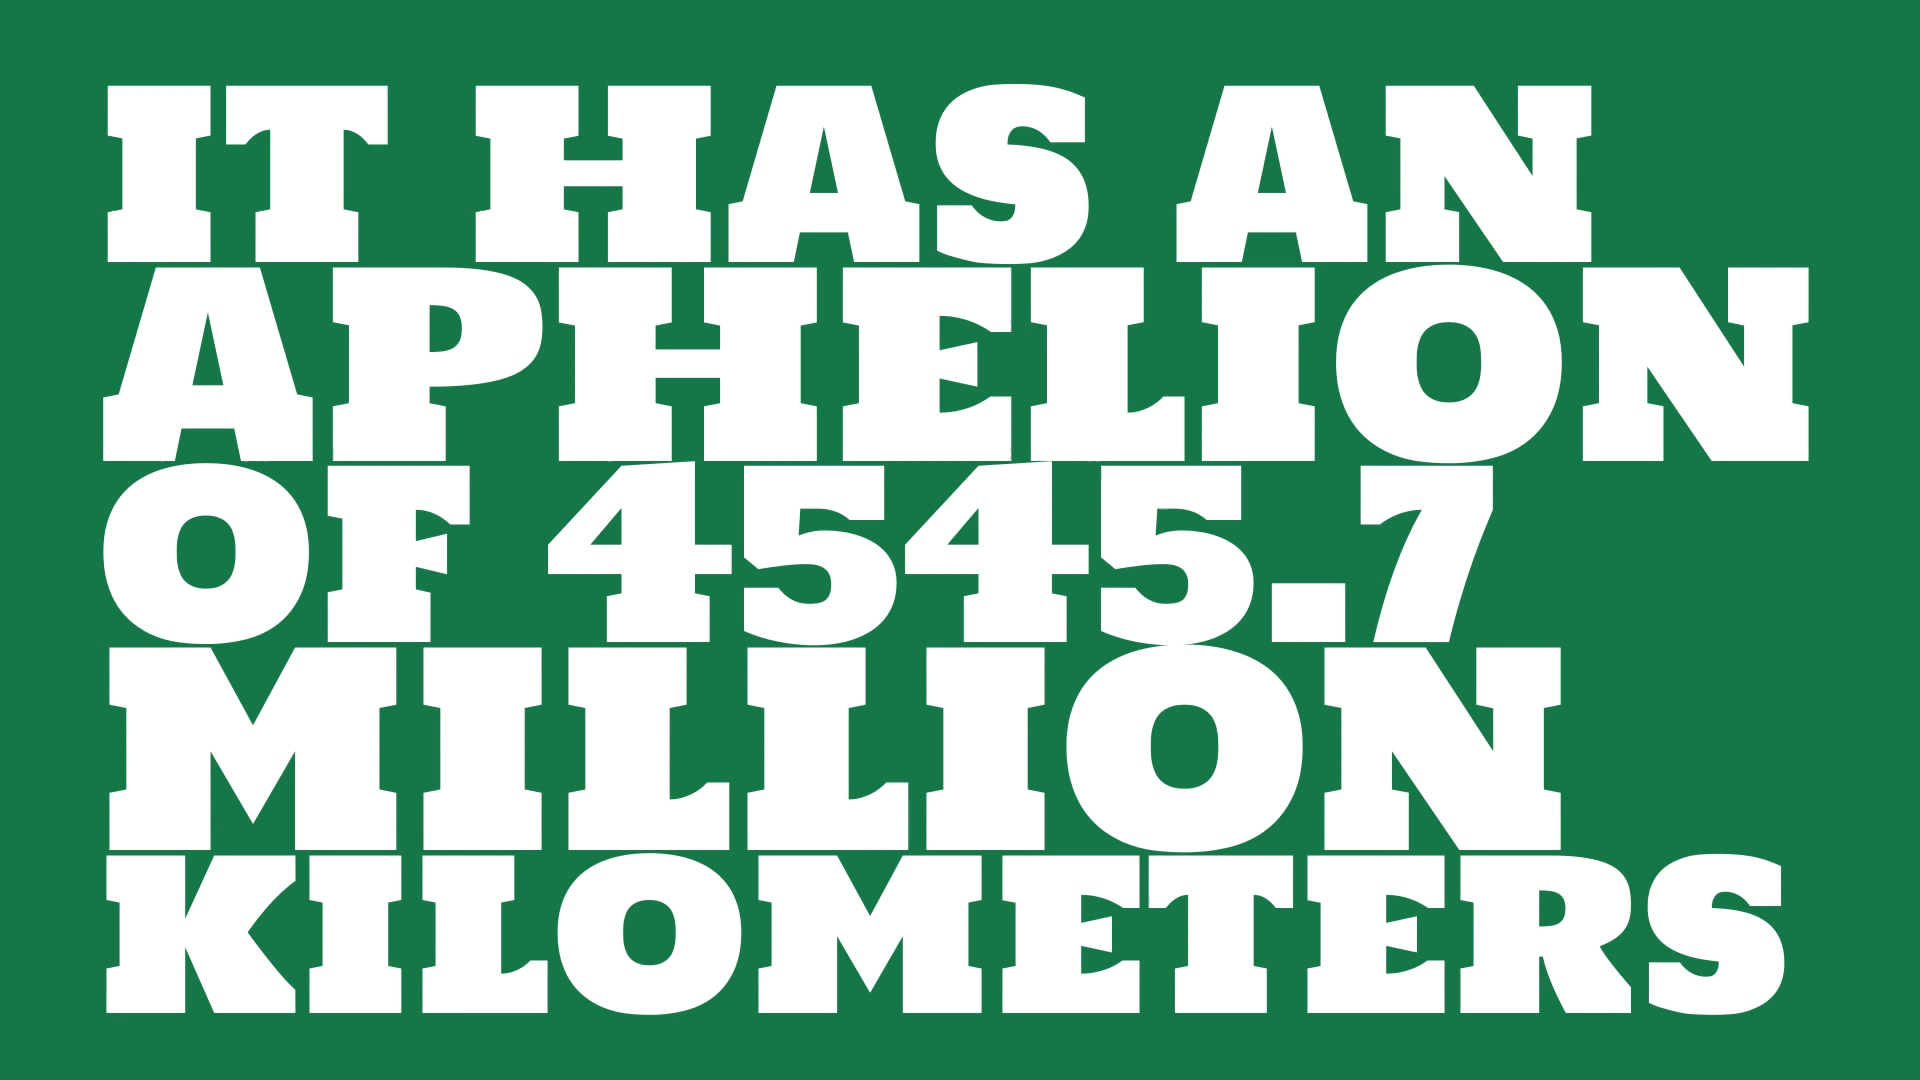 IT HAS AN
APHELION
OF 4545.7
MILLION
KILOMETERS